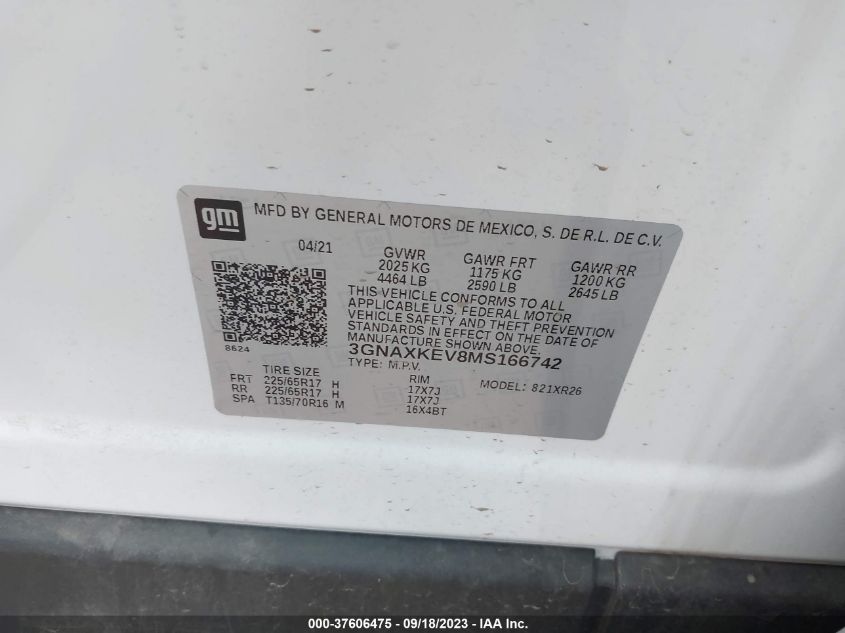 gm MFD BY GENERAL MOTORS DE MEXICO, S. DE R.L. DE C.V.
04/21 GVWR GAWR FRT GAWR RR
2025 KG 1175 KG 1200 KG
4464 LB 2590 LB 2645 LB
THIS VEHICLE CONFORMS TO ALL
APPLICABLE U.S. FEDERAL MOTOR
VEHICLE SAFETY AND THEFT PREVENTION
STANDARDS IN EFFECT ON THE DATE OF
MANUFACTURE SHOWN ABOVE.
8624 3GNAXKEV8MS166742
TYPE: M.P.V. MODEL: 821XR26
TIRE SIZE RIM
FRT 225/65R17 H 17X7J
RR 225/65R17 H 17X7J
SPA T135/70R16 M 16X4BT
000-37606475 - 09/18/2023 - IAA Inc.